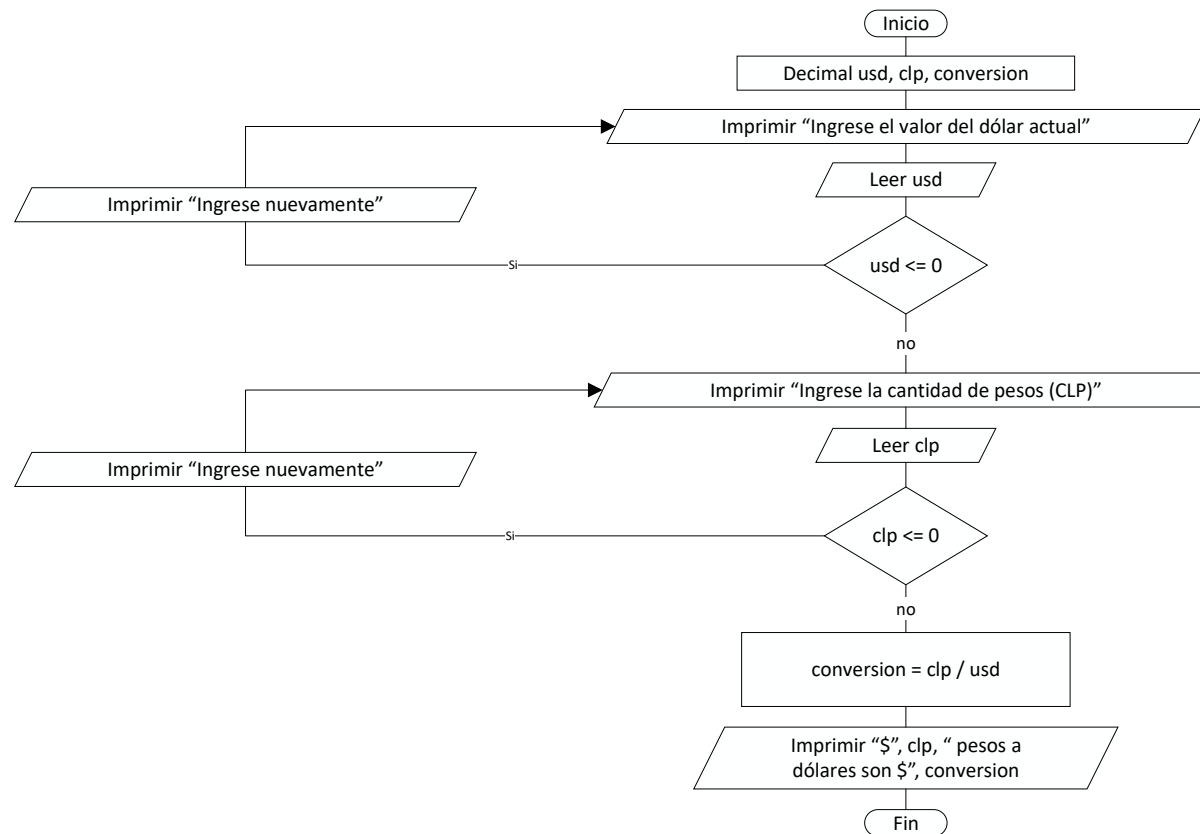 Inicio
Decimal usd, clp, conversion
Imprimir “Ingrese el valor del dólar actual”
Leer usd
Imprimir “Ingrese nuevamente”
usd <= 0
Si
no
Imprimir “Ingrese la cantidad de pesos (CLP)”
Leer clp
Imprimir “Ingrese nuevamente”
clp <= 0
Si
no
conversion = clp / usd
Imprimir “$”, clp, “ pesos a
dólares son $”, conversion
Fin